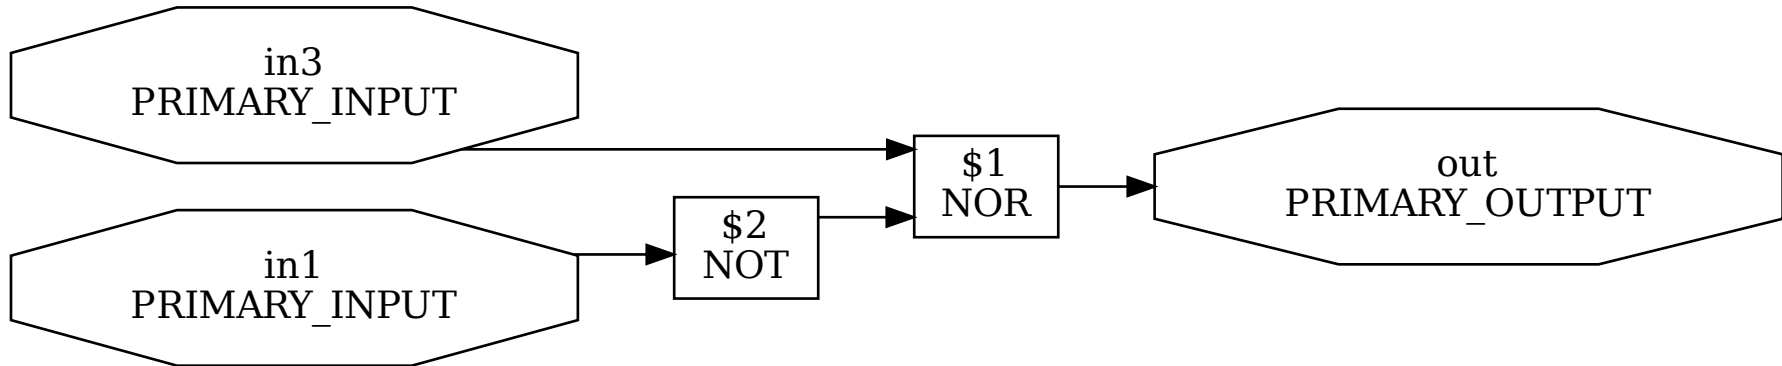 in3
PRIMARY_INPUT
in1
PRIMARY_INPUT
$2
NOT
$1
NOR
out
PRIMARY_OUTPUT